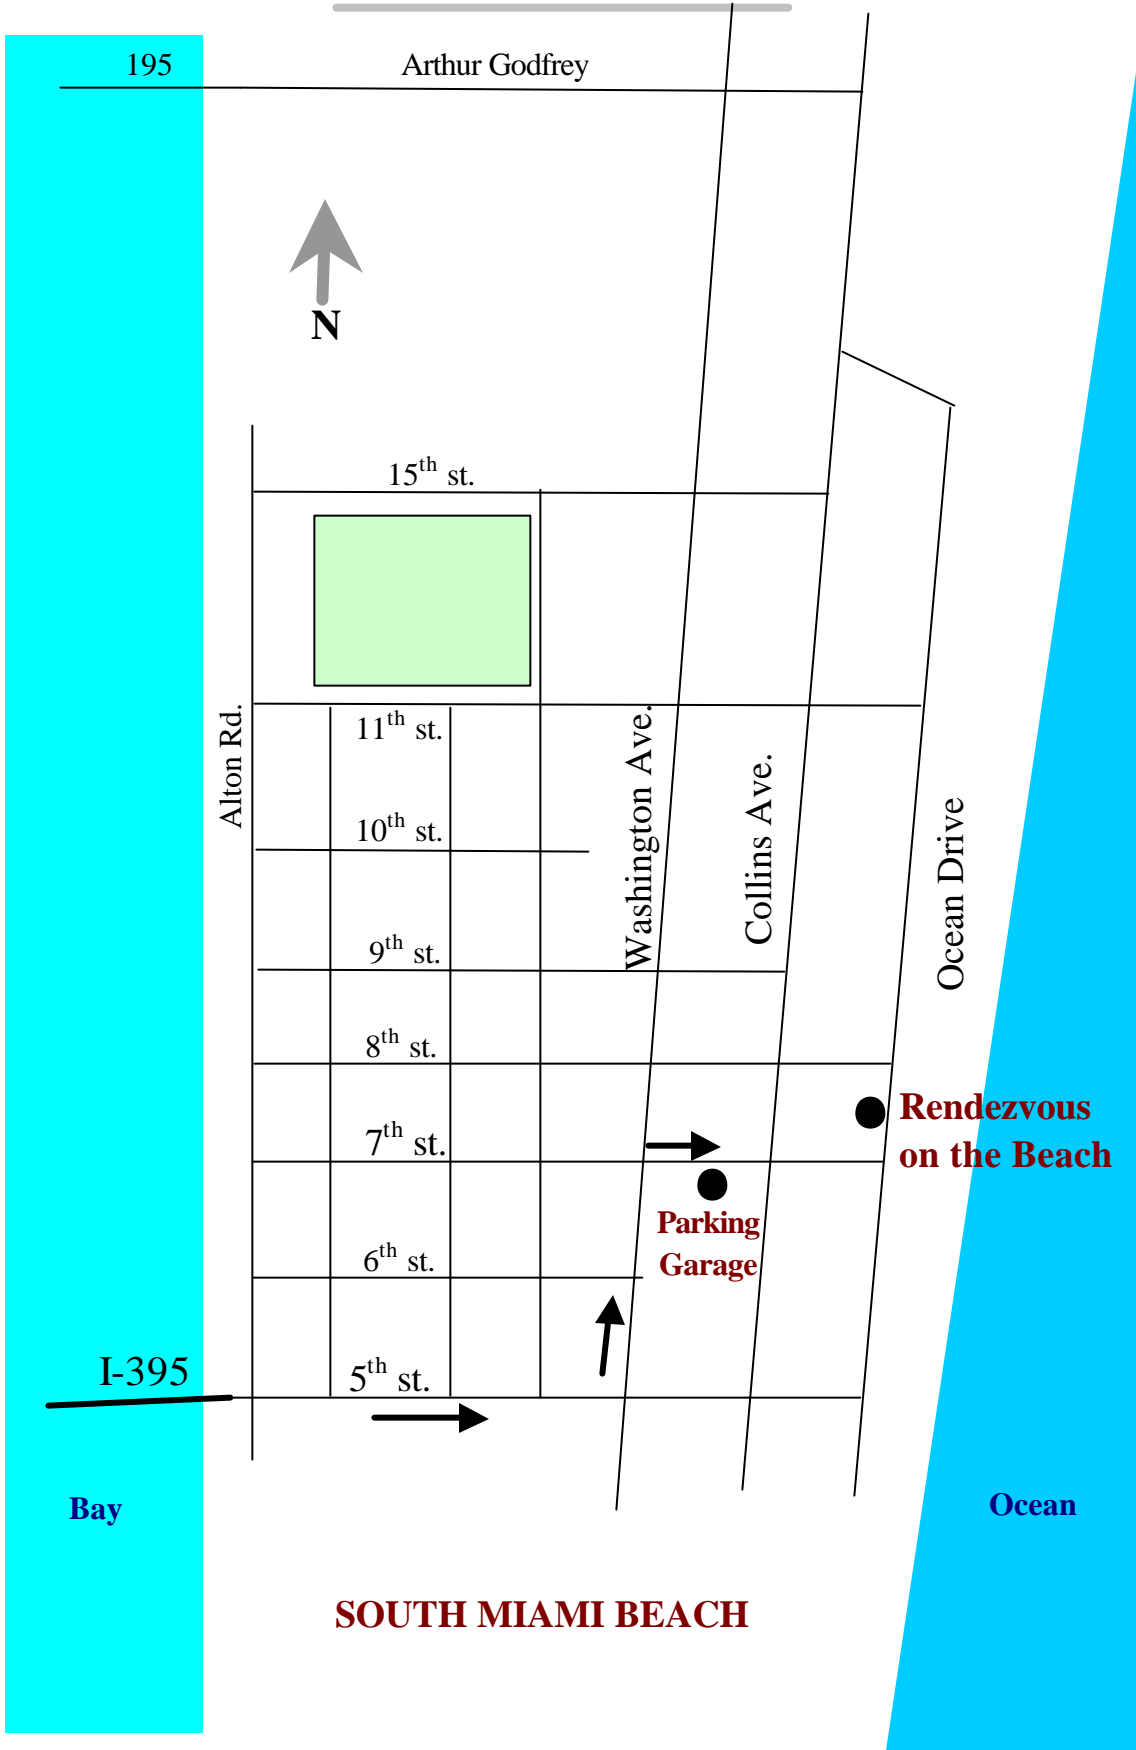 195
Arthur Godfrey
N
15th st.
11th st.
Alton Rd.
Washington Ave.
Collins Ave.
Ocean Drive
10th st.
9th st.
8th st.
Rendezvous
on the Beach
7th st.
Parking
Garage
6th st.
I-395
5th st.
Bay
Ocean
SOUTH MIAMI BEACH